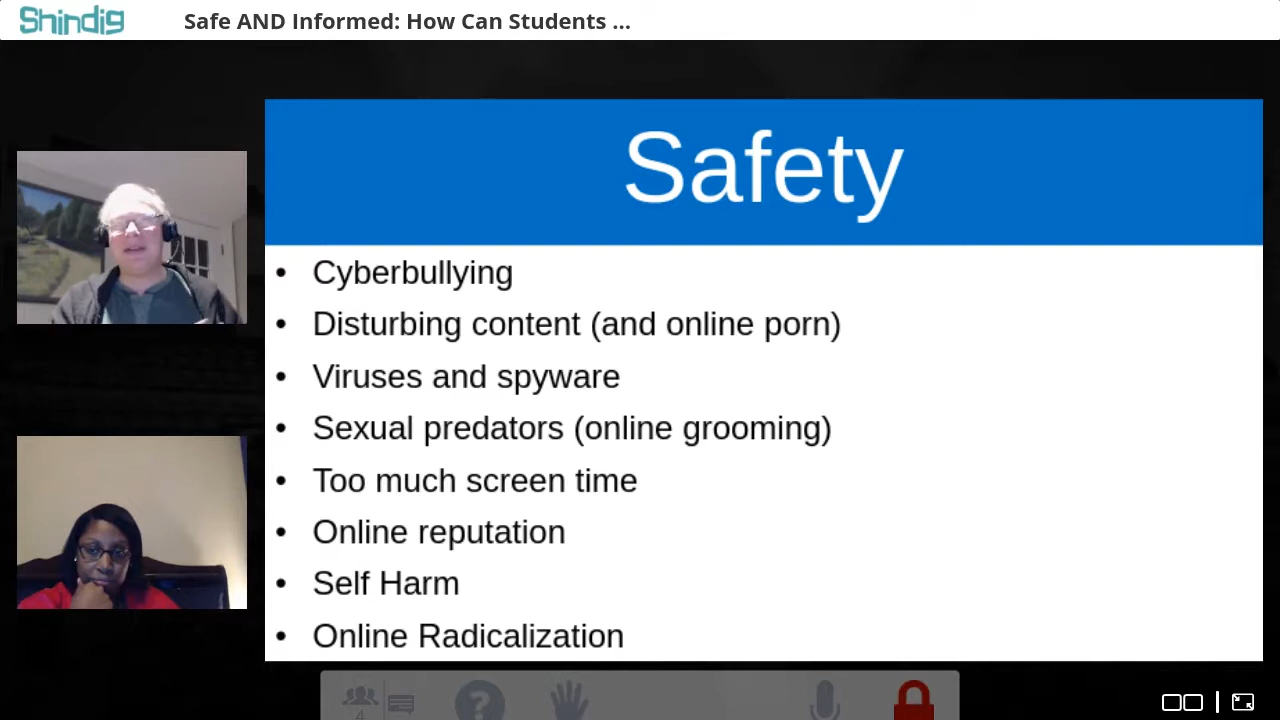 Shindig
Safe AND Informed: How Can Students ...
Safety
• Cyberbullying
• Disturbing content (and online porn)
• Viruses and spyware
• Sexual predators (online grooming)
• Too much screen time
• Online reputation
• Self Harm
• Online Radicalization
?